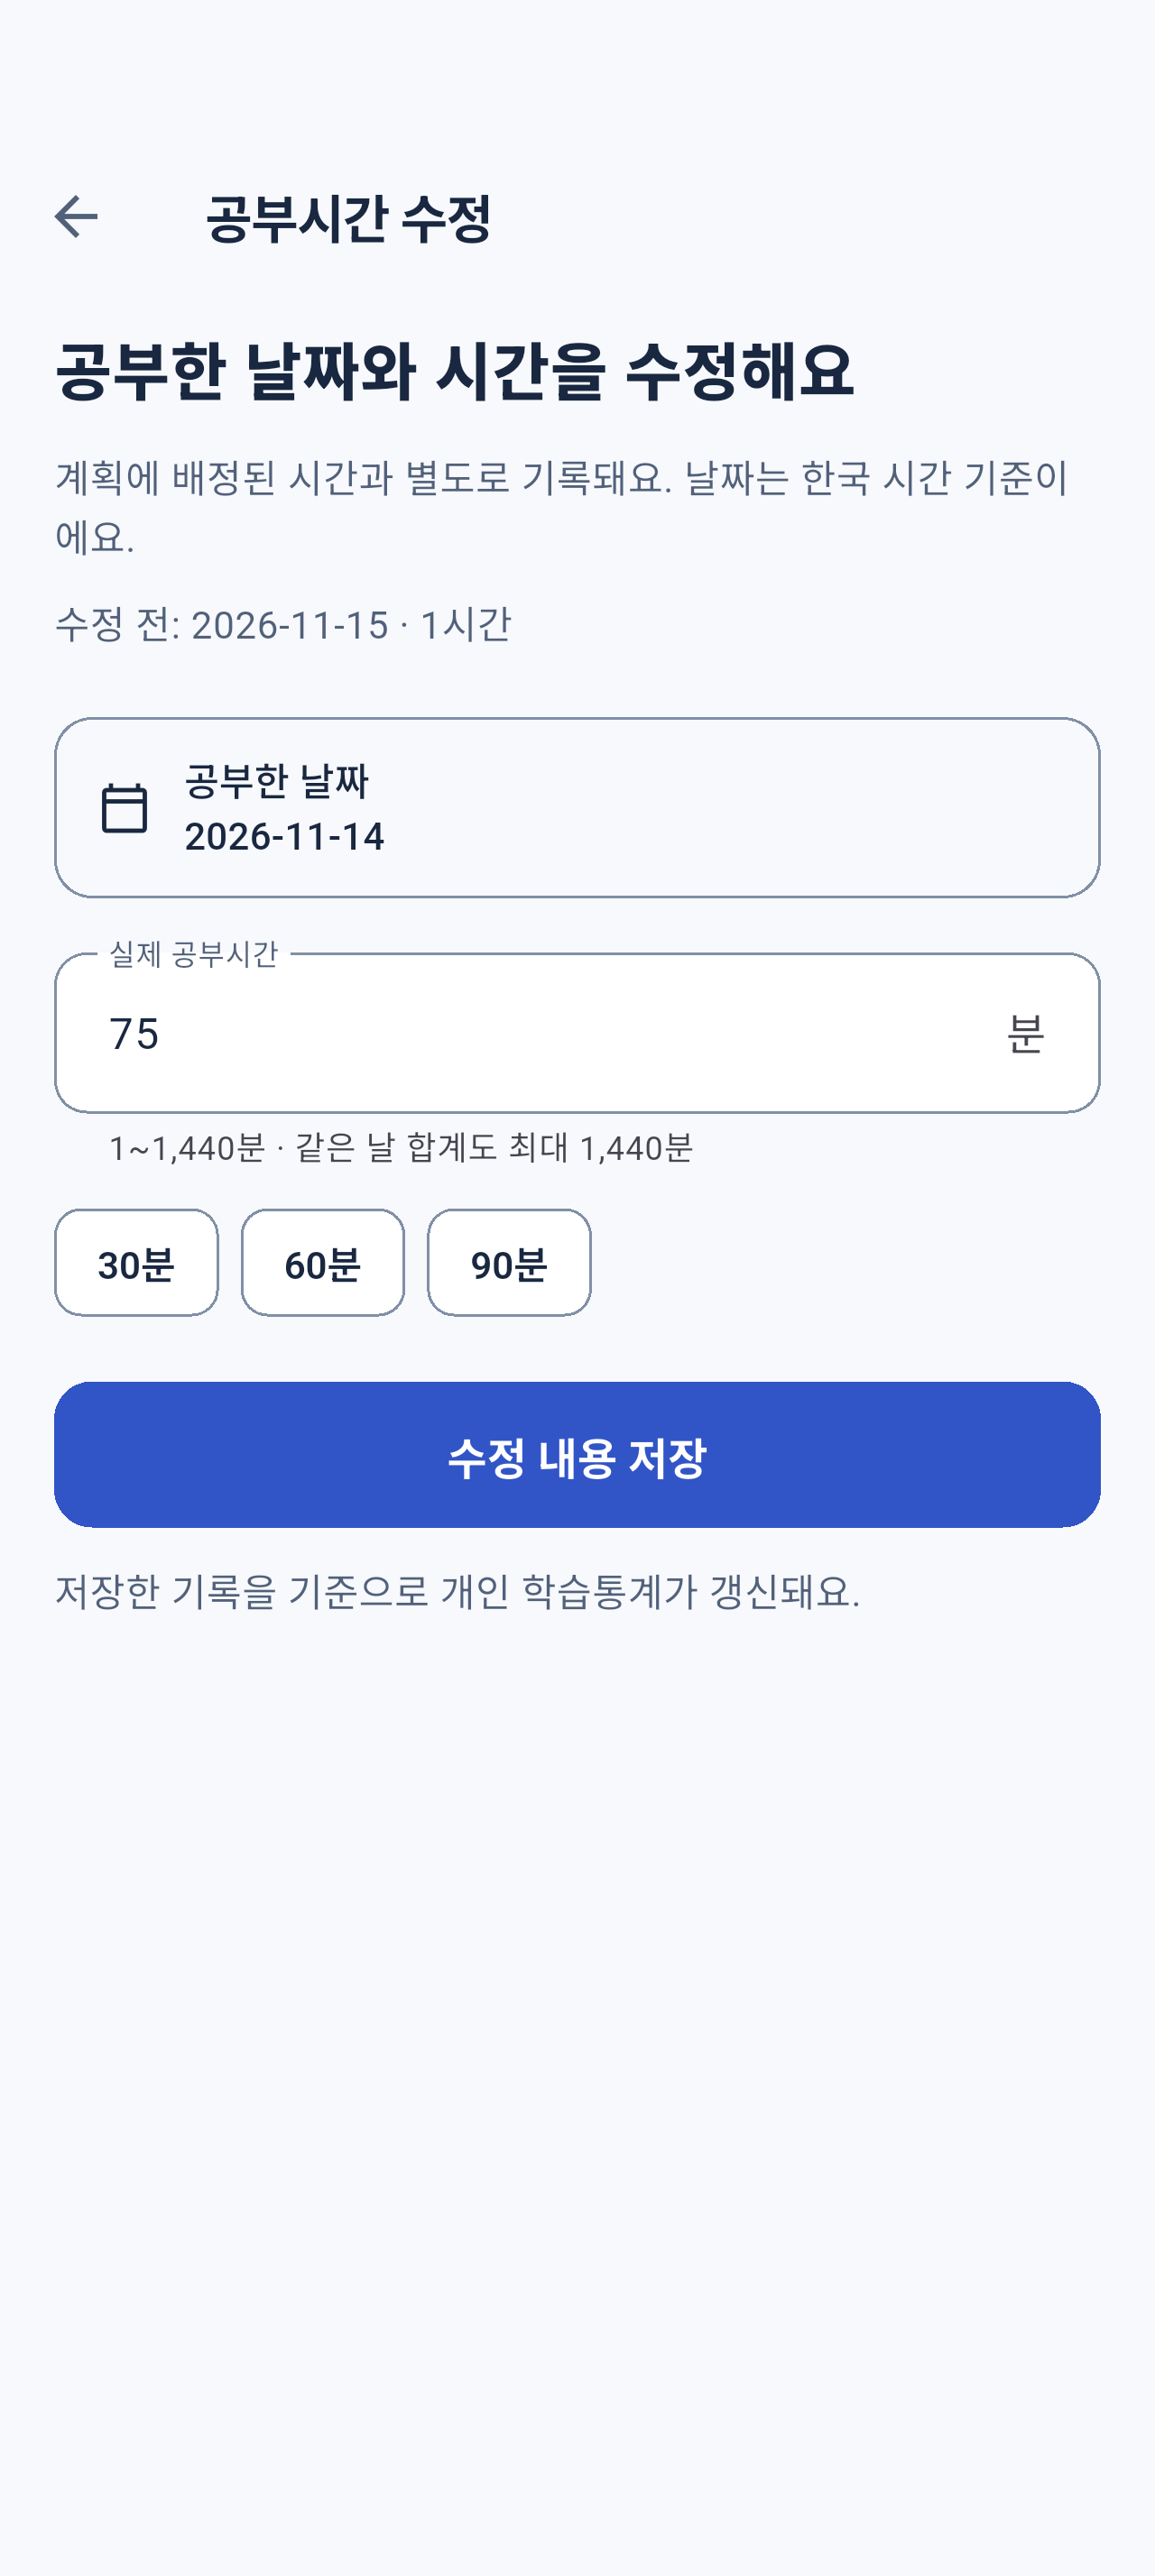 공부시간 수정
공부한 날짜와 시간을 수정해요
계획에 배정된 시간과 별도로 기록돼요. 날짜는 한국 시간 기준이
에요.
수정 전: 2026-11-15 · 1시간
공부한 날짜
2026-11-14
실제 공부시간
75 분
1~1,440분 · 같은 날 합계도 최대 1,440분
30분 60분 90분
수정 내용 저장
저장한 기록을 기준으로 개인 학습통계가 갱신돼요.